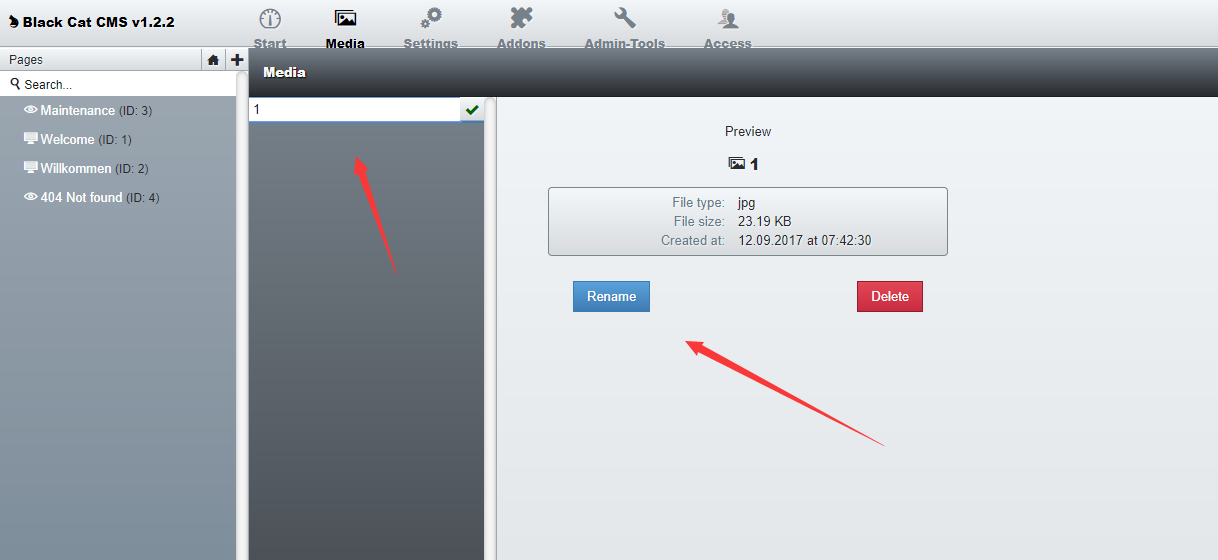 Black Cat CMS v1.2.2
Start Media Settings Addons Admin-Tools Access
Pages
Search...
Maintenance (ID: 3)
Welcome (ID: 1)
Willkommen (ID: 2)
404 Not found (ID: 4)
Media
1
Preview
1
File type: jpg
File size: 23.19 KB
Created at: 12.09.2017 at 07:42:30
Rename Delete